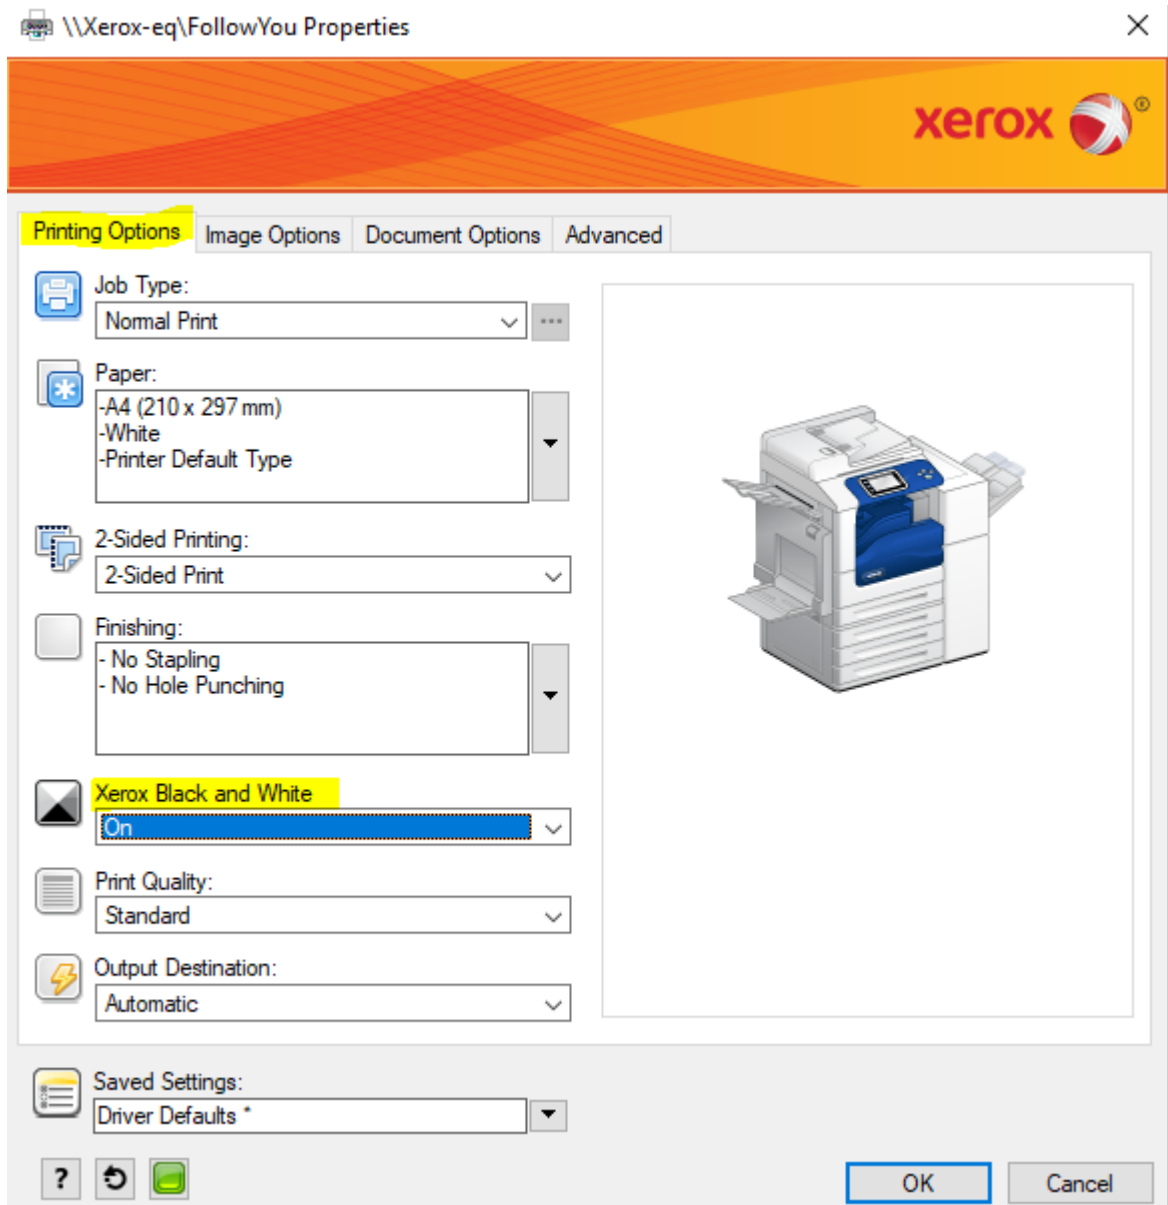 \\Xerox-eq\FollowYou Properties
xerox ®
Printing Options
Image Options
Document Options
Advanced
Job Type:
Normal Print
...
Paper:
-A4 (210 x 297 mm)
-White
-Printer Default Type
2-Sided Printing:
2-Sided Print
Finishing:
- No Stapling
- No Hole Punching
Xerox Black and White
On
Print Quality:
Standard
Output Destination:
Automatic
Saved Settings:
Driver Defaults *
?
OK
Cancel